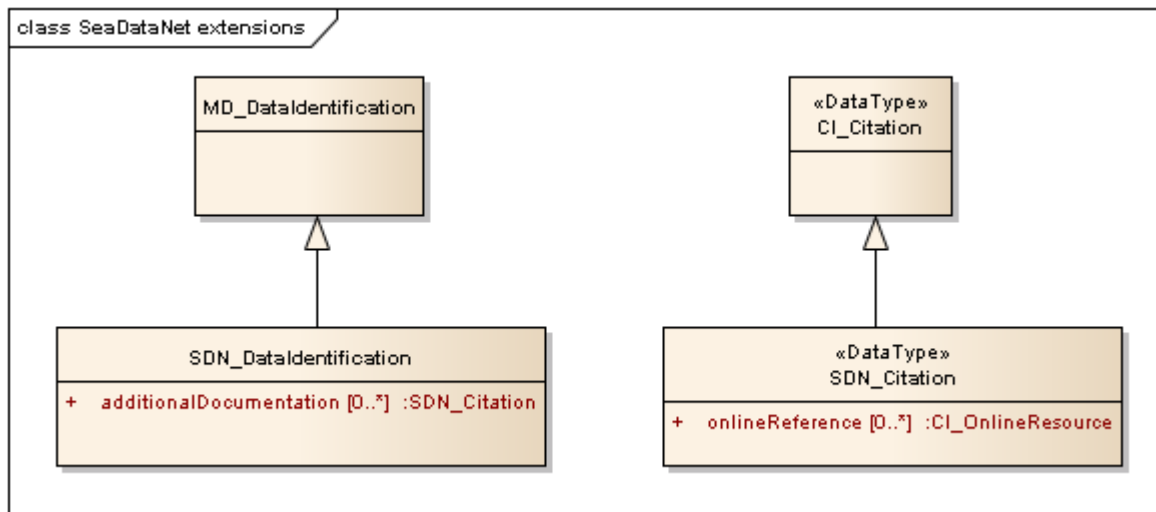 class SeaDataNet extensions
MD_DataIdentification
«DataType»
CI_Citation
SDN_DataIdentification
+ additionalDocumentation [0..*] :SDN_Citation
«DataType»
SDN_Citation
+ onlineReference [0..*] :CI_OnlineResource